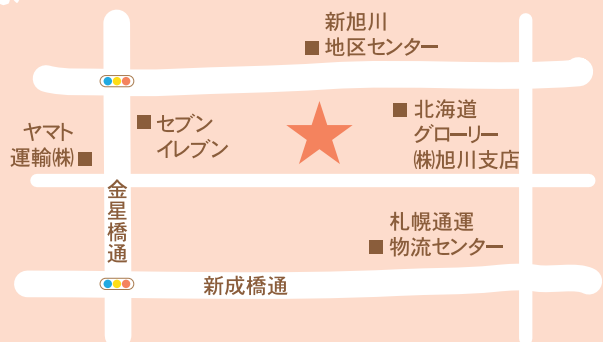 新旭川
地区センター
セブン
イレブン
北海道
グローリー
㈱旭川支店
ヤマト
運輸㈱
金星橋通
札幌通運
物流センター
新成橋通